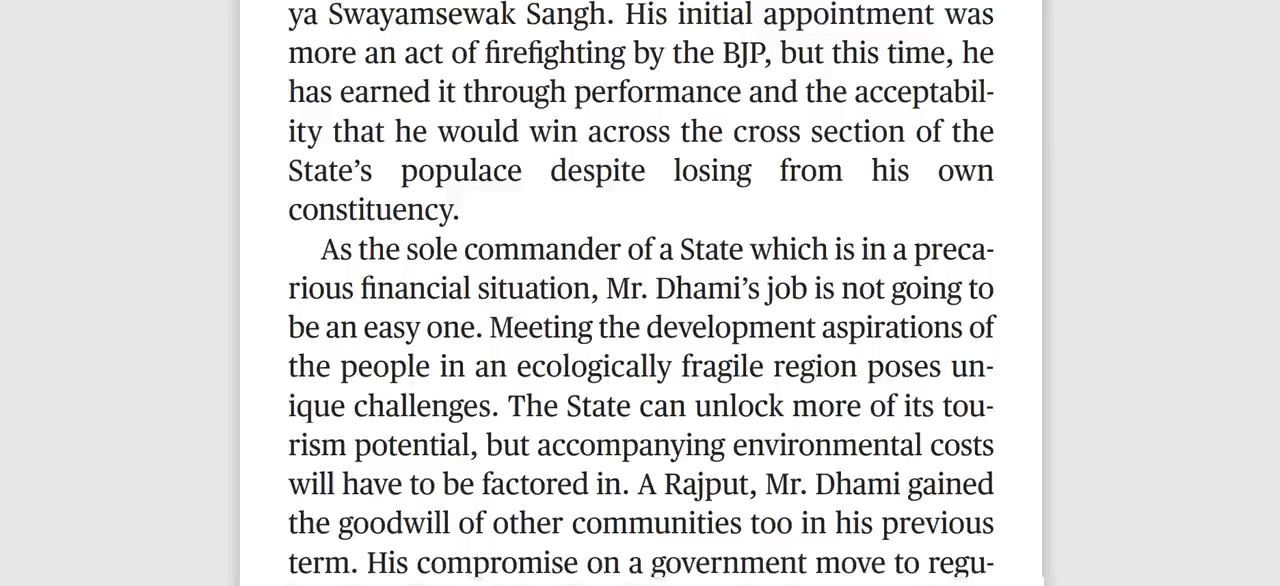 ya Swayamsewak Sangh. His initial appointment was
more an act of firefighting by the BJP, but this time, he
has earned it through performance and the acceptabil-
ity that he would win across the cross section of the
State’s populace despite losing from his own
constituency.
As the sole commander of a State which is in a preca-
rious financial situation, Mr. Dhami’s job is not going to
be an easy one. Meeting the development aspirations of
the people in an ecologically fragile region poses un-
ique challenges. The State can unlock more of its tou-
rism potential, but accompanying environmental costs
will have to be factored in. A Rajput, Mr. Dhami gained
the goodwill of other communities too in his previous
term. His compromise on a government move to regu-